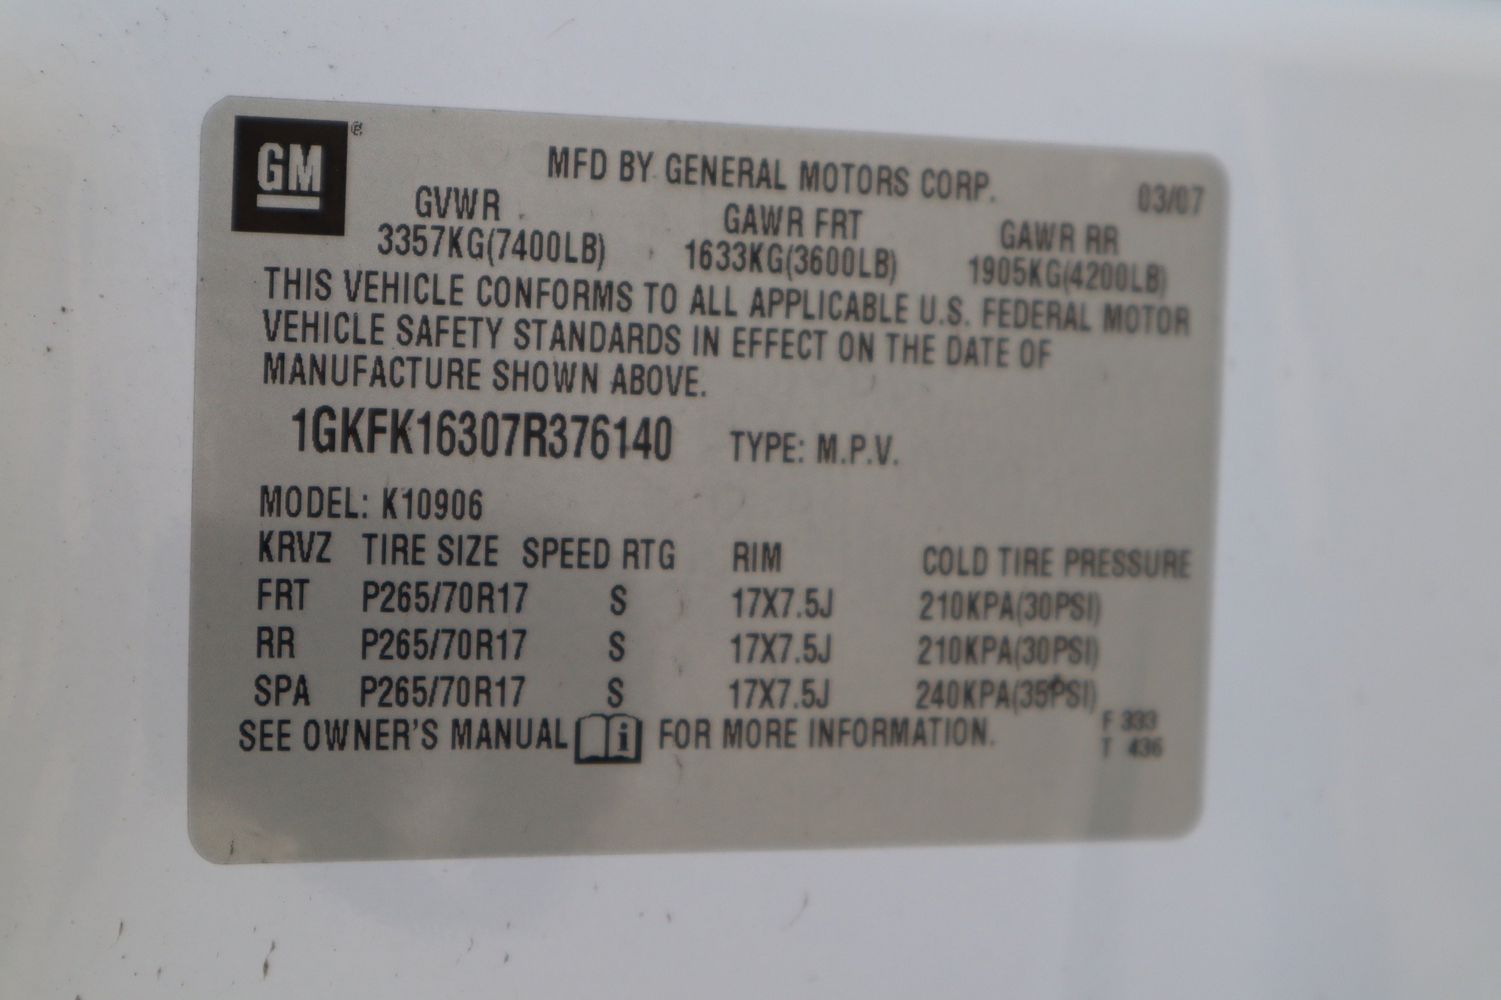 GM®
MFD BY GENERAL MOTORS CORP. 03/07
GVWR GAWR FRT GAWR RR
3357KG(7400LB) 1633KG(3600LB) 1905KG(4200LB)
THIS VEHICLE CONFORMS TO ALL APPLICABLE U.S. FEDERAL MOTOR
VEHICLE SAFETY STANDARDS IN EFFECT ON THE DATE OF
MANUFACTURE SHOWN ABOVE.
1GKFK16307R376140 TYPE: M.P.V.
MODEL: K10906
KRVZ TIRE SIZE SPEED RTG RIM COLD TIRE PRESSURE
FRT P265/70R17 S 17X7.5J 210KPA(30PSI)
RR P265/70R17 S 17X7.5J 210KPA(30PSI)
SPA P265/70R17 S 17X7.5J 240KPA(35PSI)
SEE OWNER'S MANUAL i FOR MORE INFORMATION.
F 333
T 436